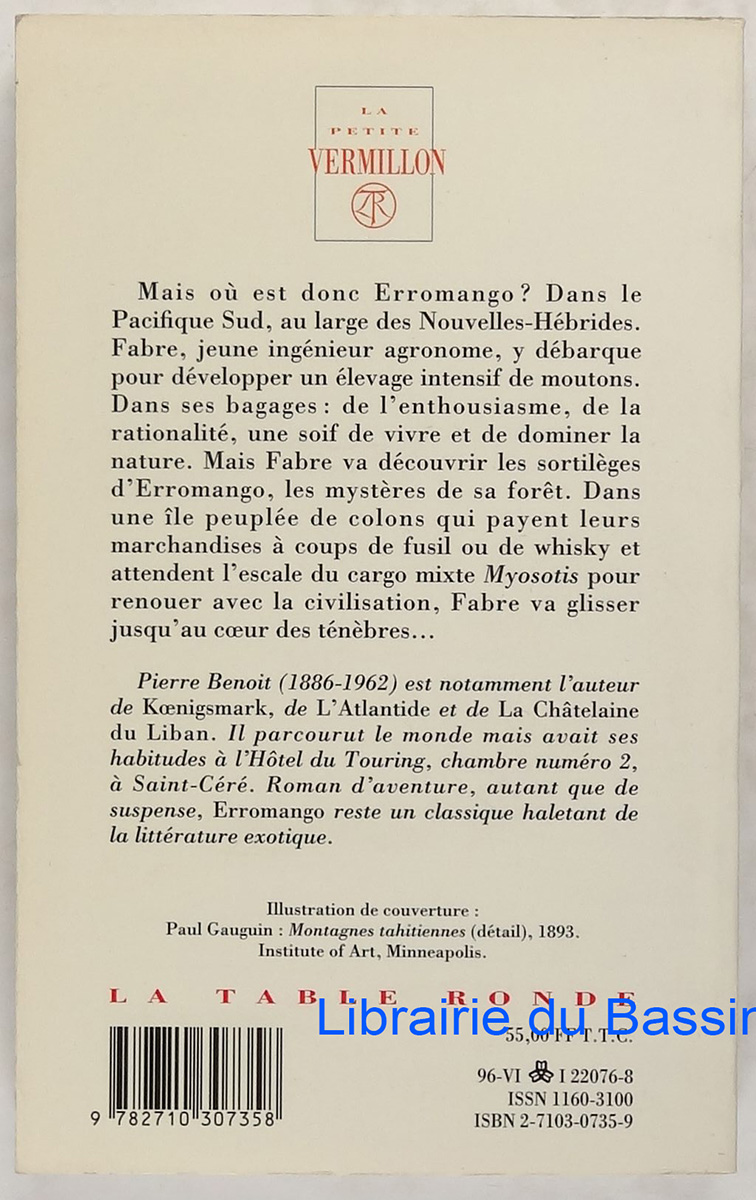 LA
PETITE
VERMILLON
TR
Mais où est donc Erromango ? Dans le
Pacifique Sud, au large des Nouvelles-Hébrides.
Fabre, jeune ingénieur agronome, y débarque
pour développer un élevage intensif de moutons.
Dans ses bagages : de l'enthousiasme, de la
rationalité, une soif de vivre et de dominer la
nature. Mais Fabre va découvrir les sortilèges
d'Erromango, les mystères de sa forêt. Dans
une île peuplée de colons qui payent leurs
marchandises à coups de fusil ou de whisky et
attendent l'escale du cargo mixte Myosotis pour
renouer avec la civilisation, Fabre va glisser
jusqu'au cœur des ténèbres...
Pierre Benoit (1886-1962) est notamment l'auteur
de Kœnigsmark, de L'Atlantide et de La Châtelaine
du Liban. Il parcourut le monde mais avait ses
habitudes à l'Hôtel du Touring, chambre numéro 2,
à Saint-Céré. Roman d'aventure, autant que de
suspense, Erromango reste un classique haletant de
la littérature exotique.
Illustration de couverture :
Paul Gauguin : Montagnes tahitiennes (détail), 1893.
Institute of Art, Minneapolis.
LA TABLE RONDE
Librairie du Bassin
55,00 FF T.T.C.
96-VI I 22076-8
ISSN 1160-3100
ISBN 2-7103-0735-9
9 782710 307358